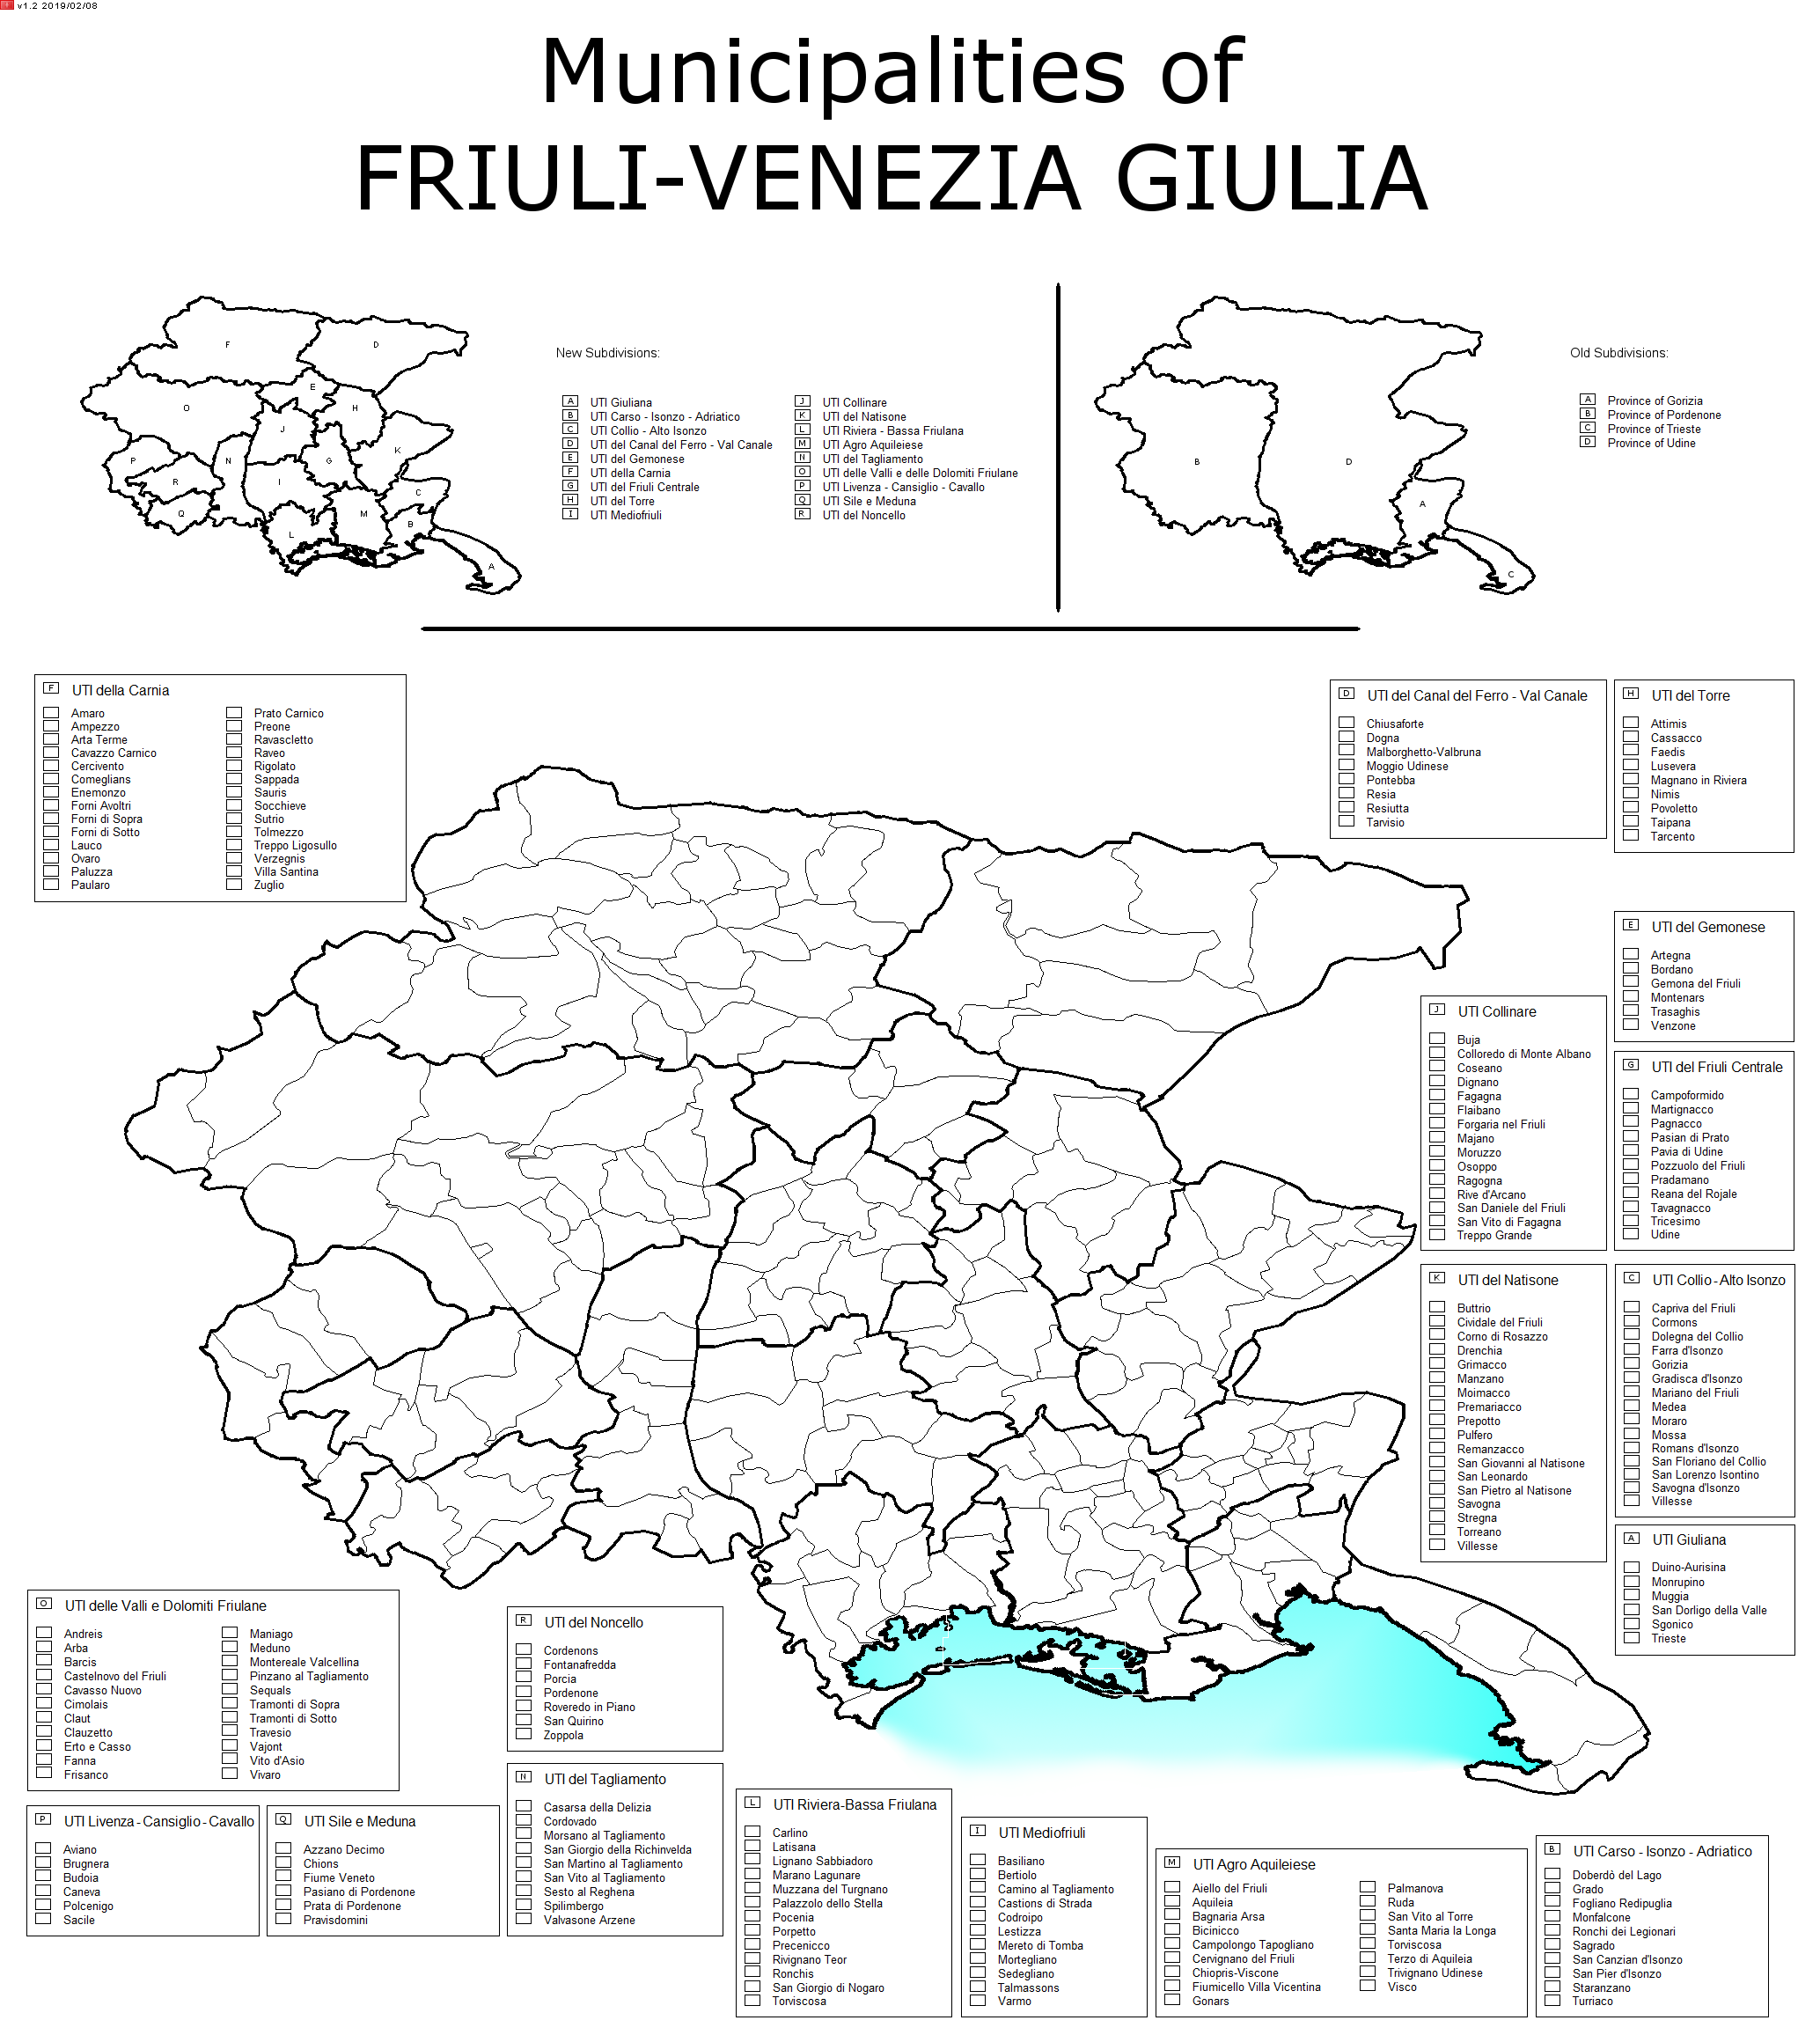 v1.2 2019/02/08
Municipalities of
FRIULI-VENEZIA GIULIA
F
D
E
O
H
J
P
N
G
K
R
I
C
Q
M
B
L
A
New Subdivisions:
A UTI Giuliana
B UTI Carso - Isonzo - Adriatico
C UTI Collio - Alto Isonzo
D UTI del Canal del Ferro - Val Canale
E UTI del Gemonese
F UTI della Carnia
G UTI del Friuli Centrale
H UTI del Torre
I UTI Mediofriuli
J UTI Collinare
K UTI del Natisone
L UTI Riviera - Bassa Friulana
M UTI Agro Aquileiese
N UTI del Tagliamento
O UTI delle Valli e delle Dolomiti Friulane
P UTI Livenza - Cansiglio - Cavallo
Q UTI Sile e Meduna
R UTI del Noncello
B
D
A
C
Old Subdivisions:
A Province of Gorizia
B Province of Pordenone
C Province of Trieste
D Province of Udine
F UTI della Carnia
Amaro
Ampezzo
Arta Terme
Cavazzo Carnico
Cercivento
Comeglians
Enemonzo
Forni Avoltri
Forni di Sopra
Forni di Sotto
Lauco
Ovaro
Paluzza
Paularo
Prato Carnico
Preone
Ravascletto
Raveo
Rigolato
Sappada
Sauris
Socchieve
Sutrio
Tolmezzo
Treppo Ligosullo
Verzegnis
Villa Santina
Zuglio
D UTI del Canal del Ferro - Val Canale
Chiusaforte
Dogna
Malborghetto-Valbruna
Moggio Udinese
Pontebba
Resia
Resiutta
Tarvisio
H UTI del Torre
Attimis
Cassacco
Faedis
Lusevera
Magnano in Riviera
Nimis
Povoletto
Taipana
Tarcento
E UTI del Gemonese
Artegna
Bordano
Gemona del Friuli
Montenars
Trasaghis
Venzone
J UTI Collinare
Buja
Colloredo di Monte Albano
Coseano
Dignano
Fagagna
Flaibano
Forgaria nel Friuli
Majano
Moruzzo
Osoppo
Ragogna
Rive d'Arcano
San Daniele del Friuli
San Vito di Fagagna
Treppo Grande
G UTI del Friuli Centrale
Campoformido
Martignacco
Pagnacco
Pasian di Prato
Pavia di Udine
Pozzuolo del Friuli
Pradamano
Reana del Rojale
Tavagnacco
Tricesimo
Udine
K UTI del Natisone
Buttrio
Cividale del Friuli
Corno di Rosazzo
Drenchia
Grimacco
Manzano
Moimacco
Premariacco
Prepotto
Pulfero
Remanzacco
San Giovanni al Natisone
San Leonardo
San Pietro al Natisone
Savogna
Stregna
Torreano
Villesse
C UTI Collio - Alto Isonzo
Capriva del Friuli
Cormons
Dolegna del Collio
Farra d'Isonzo
Gorizia
Gradisca d'Isonzo
Mariano del Friuli
Medea
Moraro
Mossa
Romans d'Isonzo
San Floriano del Collio
San Lorenzo Isontino
Savogna d'Isonzo
Villesse
A UTI Giuliana
Duino-Aurisina
Monrupino
Muggia
San Dorligo della Valle
Sgonico
Trieste
O UTI delle Valli e Dolomiti Friulane
Andreis
Arba
Barcis
Castelnovo del Friuli
Cavasso Nuovo
Cimolais
Claut
Clauzetto
Erto e Casso
Fanna
Frisanco
Maniago
Meduno
Montereale Valcellina
Pinzano al Tagliamento
Sequals
Tramonti di Sopra
Tramonti di Sotto
Travesio
Vajont
Vito d'Asio
Vivaro
R UTI del Noncello
Cordenons
Fontanafredda
Porcia
Pordenone
Roveredo in Piano
San Quirino
Zoppola
P UTI Livenza - Cansiglio - Cavallo
Aviano
Brugnera
Budoia
Caneva
Polcenigo
Sacile
Q UTI Sile e Meduna
Azzano Decimo
Chions
Fiume Veneto
Pasiano di Pordenone
Prata di Pordenone
Pravisdomini
N UTI del Tagliamento
Casarsa della Delizia
Cordovado
Morsano al Tagliamento
San Giorgio della Richinvelda
San Martino al Tagliamento
San Vito al Tagliamento
Sesto al Reghena
Spilimbergo
Valvasone Arzene
L UTI Riviera-Bassa Friulana
Carlino
Latisana
Lignano Sabbiadoro
Marano Lagunare
Muzzana del Turgnano
Palazzolo dello Stella
Pocenia
Porpetto
Precenicco
Rivignano Teor
Ronchis
San Giorgio di Nogaro
Torviscosa
I UTI Mediofriuli
Basiliano
Bertiolo
Camino al Tagliamento
Castions di Strada
Codroipo
Lestizza
Mereto di Tomba
Mortegliano
Sedegliano
Talmassons
Varmo
M UTI Agro Aquileiese
Aiello del Friuli
Aquileia
Bagnaria Arsa
Bicinicco
Campolongo Tapogliano
Cervignano del Friuli
Chiopris-Viscone
Fiumicello Villa Vicentina
Gonars
Palmanova
Ruda
San Vito al Torre
Santa Maria la Longa
Torviscosa
Terzo di Aquileia
Trivignano Udinese
Visco
B UTI Carso - Isonzo - Adriatico
Doberdò del Lago
Grado
Fogliano Redipuglia
Monfalcone
Ronchi dei Legionari
Sagrado
San Canzian d'Isonzo
San Pier d'Isonzo
Staranzano
Turriaco